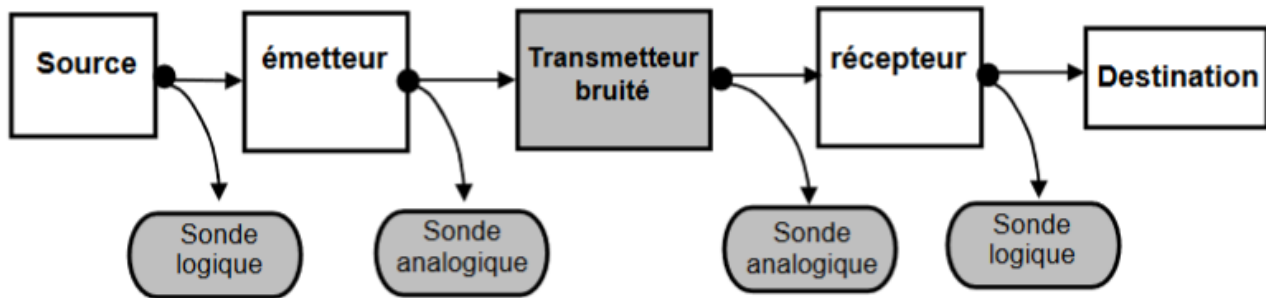 Source
émetteur
Transmetteur
bruité
récepteur
Destination
Sonde
logique
Sonde
analogique
Sonde
analogique
Sonde
logique